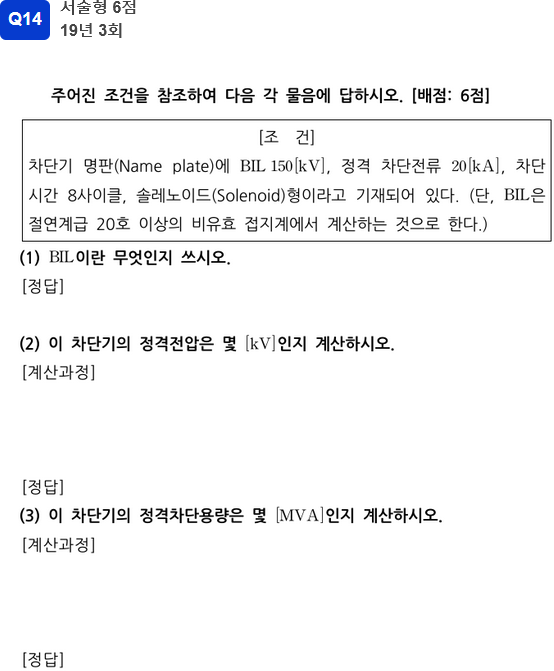 Q14
서술형 6점
19년 3회
주어진 조건을 참조하여 다음 각 물음에 답하시오. [배점: 6점]
[조 건]
차단기 명판(Name plate)에 BIL 150[kV], 정격 차단전류 20[kA], 차단
시간 8사이클, 솔레노이드(Solenoid)형이라고 기재되어 있다. (단, BIL은
절연계급 20호 이상의 비유효 접지계에서 계산하는 것으로 한다.)
(1) BIL이란 무엇인지 쓰시오.
[정답]
(2) 이 차단기의 정격전압은 몇 [kV]인지 계산하시오.
[계산과정]
[정답]
(3) 이 차단기의 정격차단용량은 몇 [MVA]인지 계산하시오.
[계산과정]
[정답]